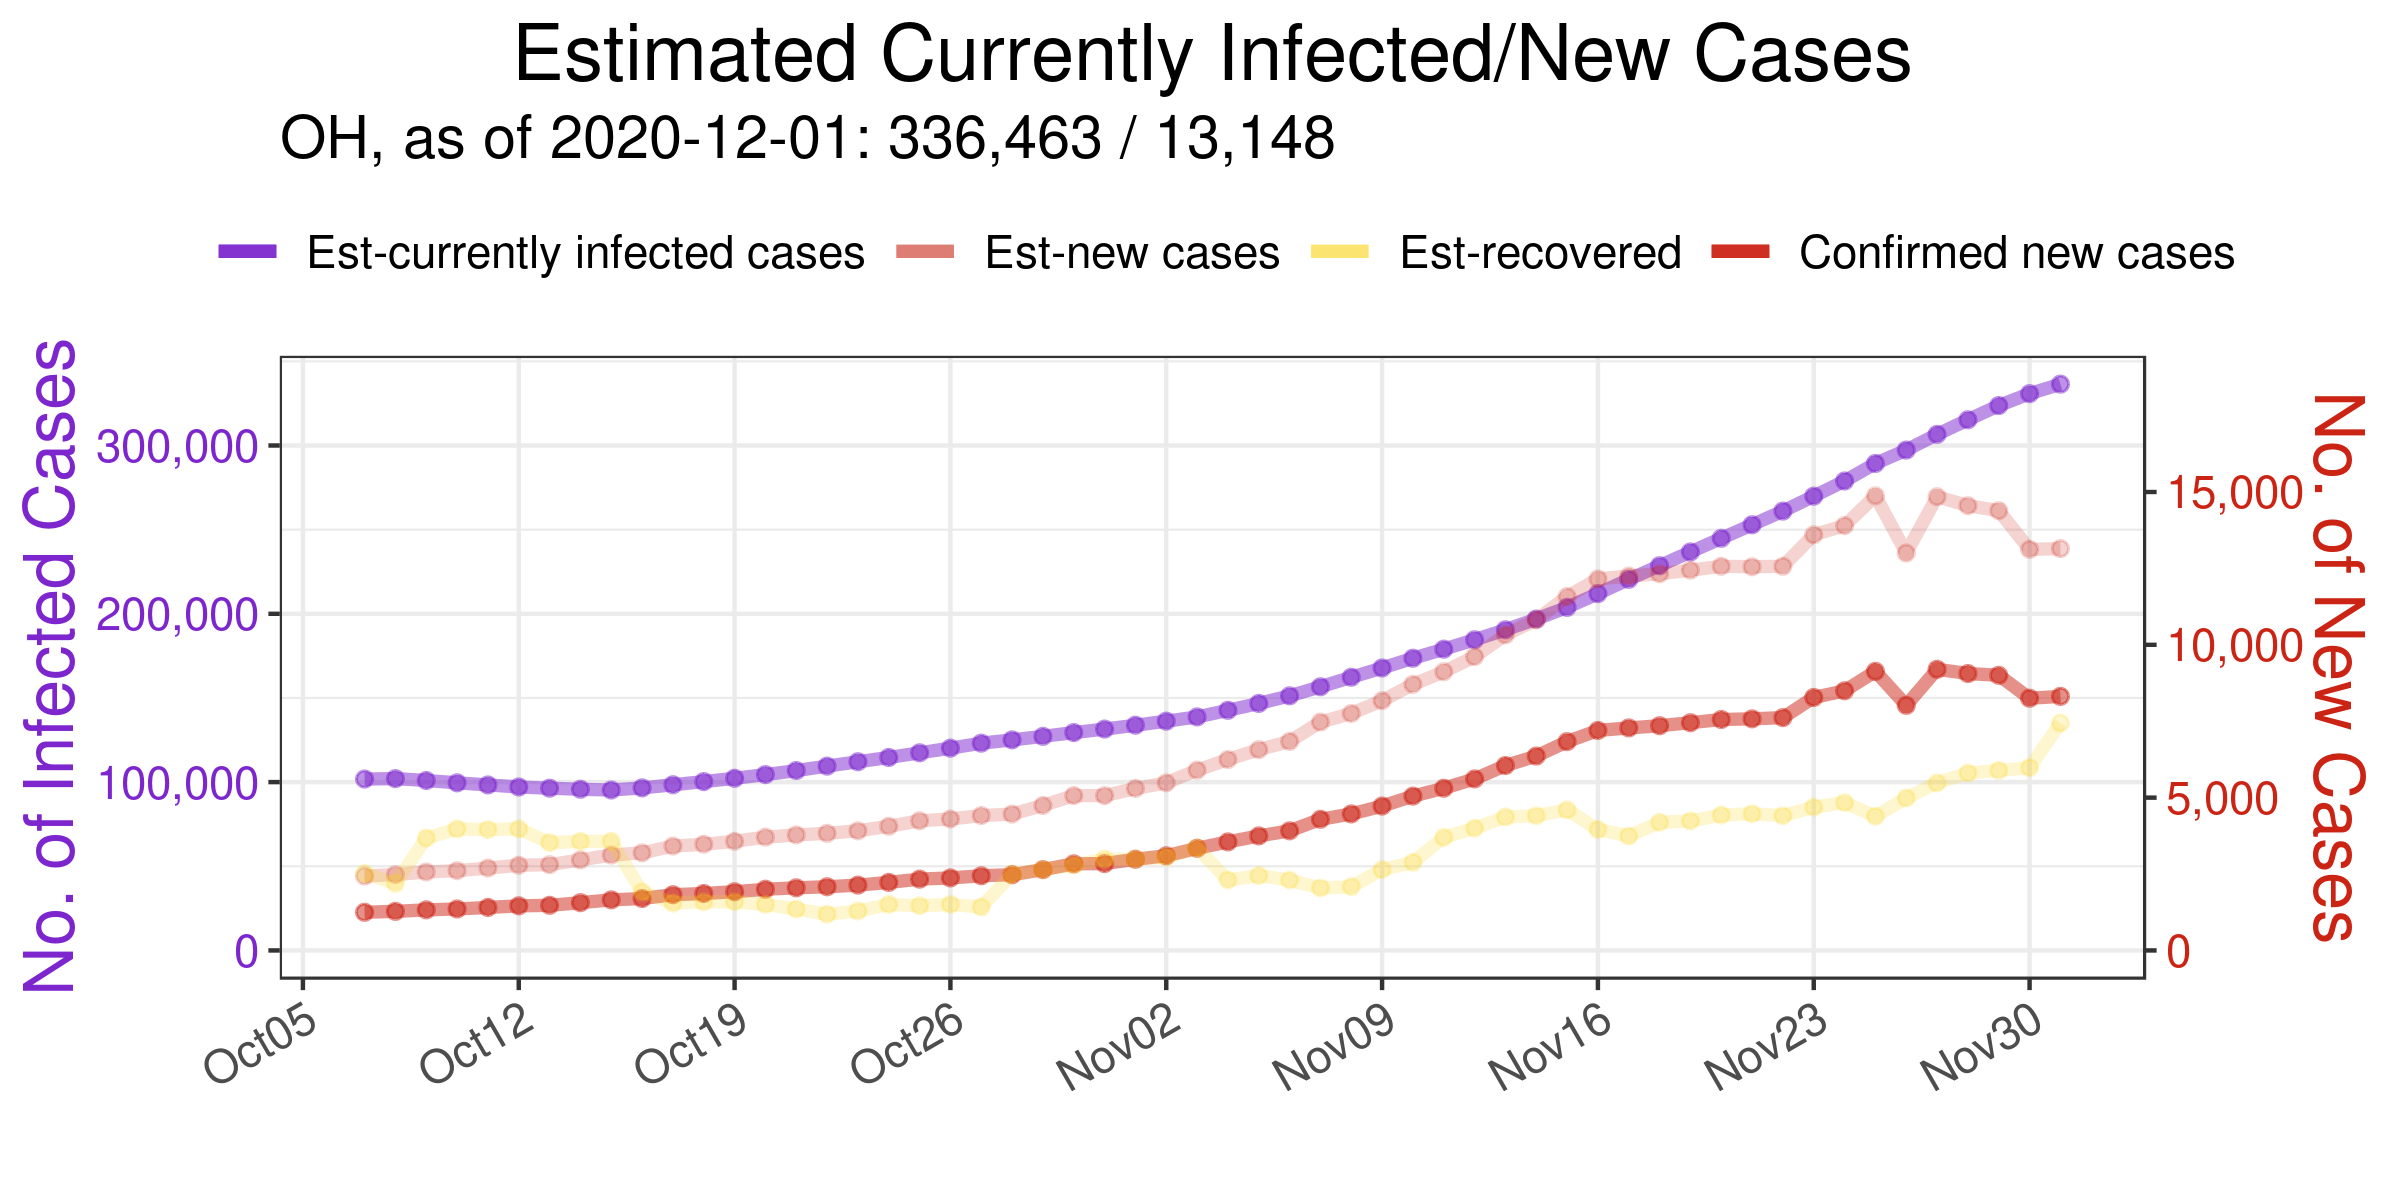 Estimated Currently Infected/New Cases
OH, as of 2020-12-01: 336,463 / 13,148
Est-currently infected cases Est-new cases Est-recovered Confirmed new cases
No. of Infected Cases
300,000
200,000
100,000
0
15,000
10,000
5,000
0
No. of New Cases
Oct05 Oct12 Oct19 Oct26 Nov02 Nov09 Nov16 Nov23 Nov30